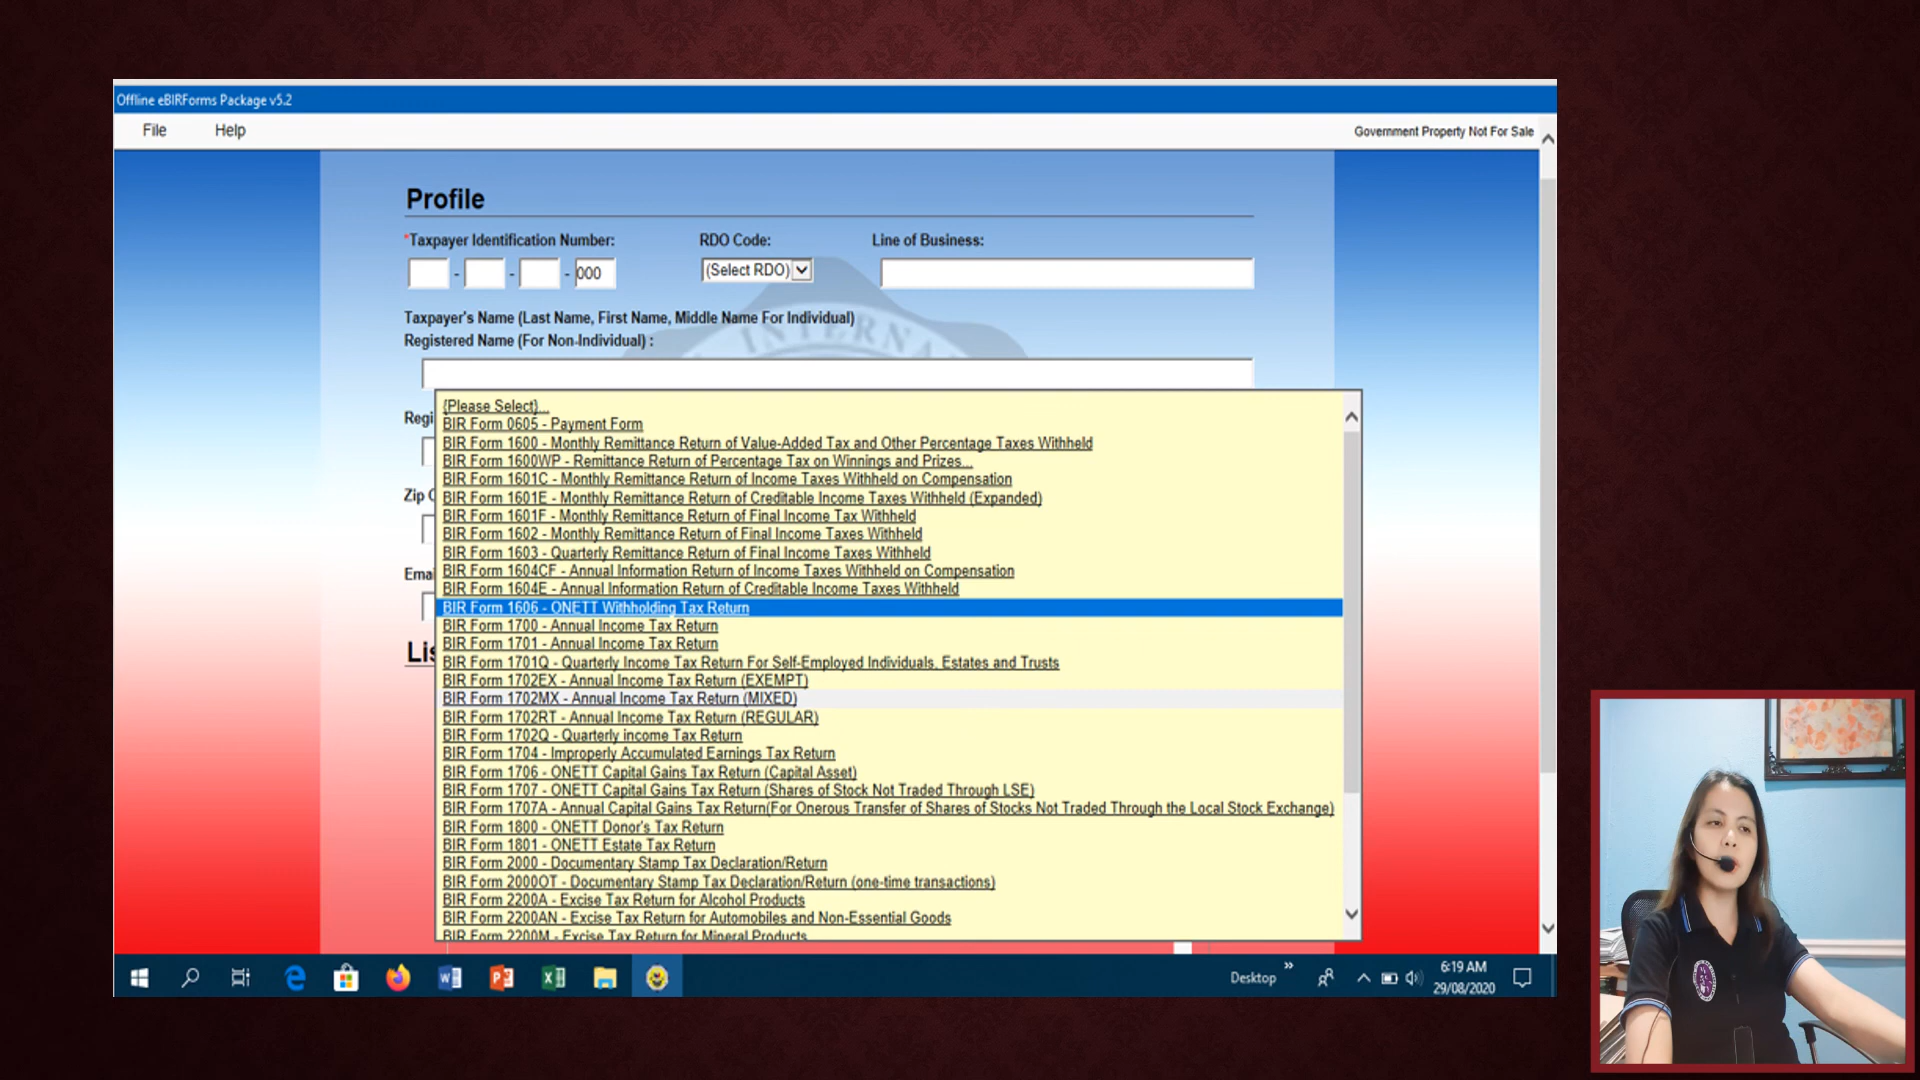 Offline eBIRForms Package v5.2
File Help Government Property Not For Sale
Profile
*Taxpayer Identification Number: RDO Code: Line of Business:
- - - 000 (Select RDO)
Taxpayer's Name (Last Name, First Name, Middle Name For Individual)
Registered Name (For Non-Individual) :
INTERNA
{Please Select}...
Regi
BIR Form 0605 - Payment Form
BIR Form 1600 - Monthly Remittance Return of Value-Added Tax and Other Percentage Taxes Withheld
BIR Form 1600WP - Remittance Return of Percentage Tax on Winnings and Prizes...
BIR Form 1601C - Monthly Remittance Return of Income Taxes Withheld on Compensation
Zip C
BIR Form 1601E - Monthly Remittance Return of Creditable Income Taxes Withheld (Expanded)
BIR Form 1601F - Monthly Remittance Return of Final Income Tax Withheld
BIR Form 1602 - Monthly Remittance Return of Final Income Taxes Withheld
BIR Form 1603 - Quarterly Remittance Return of Final Income Taxes Withheld
Emai
BIR Form 1604CF - Annual Information Return of Income Taxes Withheld on Compensation
BIR Form 1604E - Annual Information Return of Creditable Income Taxes Withheld
BIR Form 1606 - ONETT Withholding Tax Return
BIR Form 1700 - Annual Income Tax Return
BIR Form 1701 - Annual Income Tax Return
Lis
BIR Form 1701Q - Quarterly Income Tax Return For Self-Employed Individuals, Estates and Trusts
BIR Form 1702EX - Annual Income Tax Return (EXEMPT)
BIR Form 1702MX - Annual Income Tax Return (MIXED)
BIR Form 1702RT - Annual Income Tax Return (REGULAR)
BIR Form 1702Q - Quarterly income Tax Return
BIR Form 1704 - Improperly Accumulated Earnings Tax Return
BIR Form 1706 - ONETT Capital Gains Tax Return (Capital Asset)
BIR Form 1707 - ONETT Capital Gains Tax Return (Shares of Stock Not Traded Through LSE)
BIR Form 1707A - Annual Capital Gains Tax Return(For Onerous Transfer of Shares of Stocks Not Traded Through the Local Stock Exchange)
BIR Form 1800 - ONETT Donor's Tax Return
BIR Form 1801 - ONETT Estate Tax Return
BIR Form 2000 - Documentary Stamp Tax Declaration/Return
BIR Form 2000OT - Documentary Stamp Tax Declaration/Return (one-time transactions)
BIR Form 2200A - Excise Tax Return for Alcohol Products
BIR Form 2200AN - Excise Tax Return for Automobiles and Non-Essential Goods
BIR Form 2200M - Excise Tax Return for Mineral Products
Desktop » 6:19 AM
29/08/2020